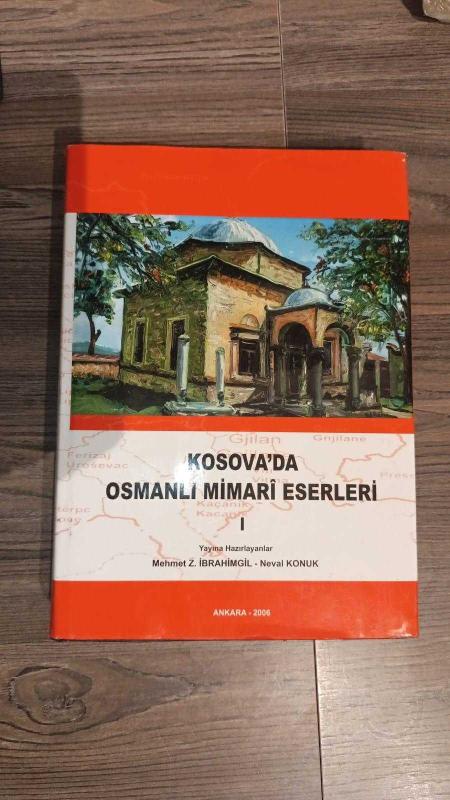 Gjilan
Gnjilane
KOSOVA'DA
Ferizaj
Uroševac
OSMANLI MİMARÎ ESERLERİ
Kaçanik
Kačanik
I
Yayına Hazırlayanlar
Mehmet Z. İBRAHİMGİL - Neval KONUK
ANKARA - 2006